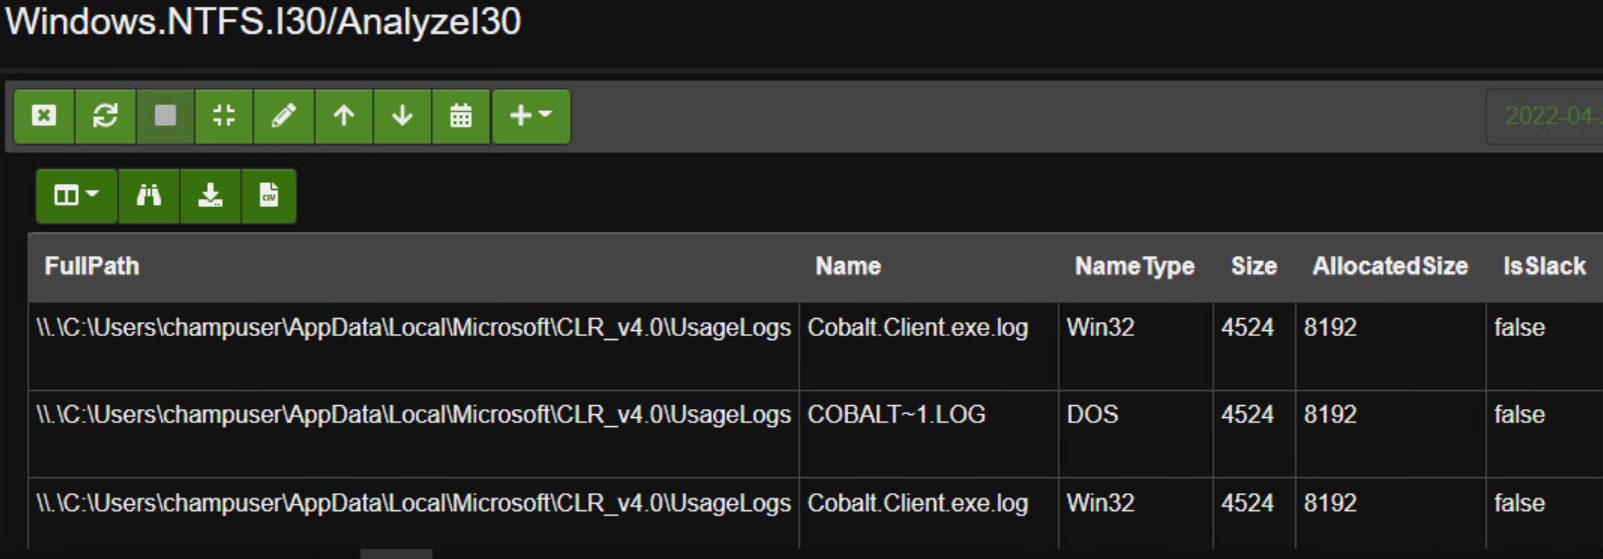 Windows.NTFS.I30/AnalyzeI30
2022-04-
CSV
FullPath Name NameType Size AllocatedSize IsSlack
\\.\C:\Users\champuser\AppData\Local\Microsoft\CLR_v4.0\UsageLogs Cobalt.Client.exe.log Win32 4524 8192 false
\\.\C:\Users\champuser\AppData\Local\Microsoft\CLR_v4.0\UsageLogs COBALT~1.LOG DOS 4524 8192 false
\\.\C:\Users\champuser\AppData\Local\Microsoft\CLR_v4.0\UsageLogs Cobalt.Client.exe.log Win32 4524 8192 false